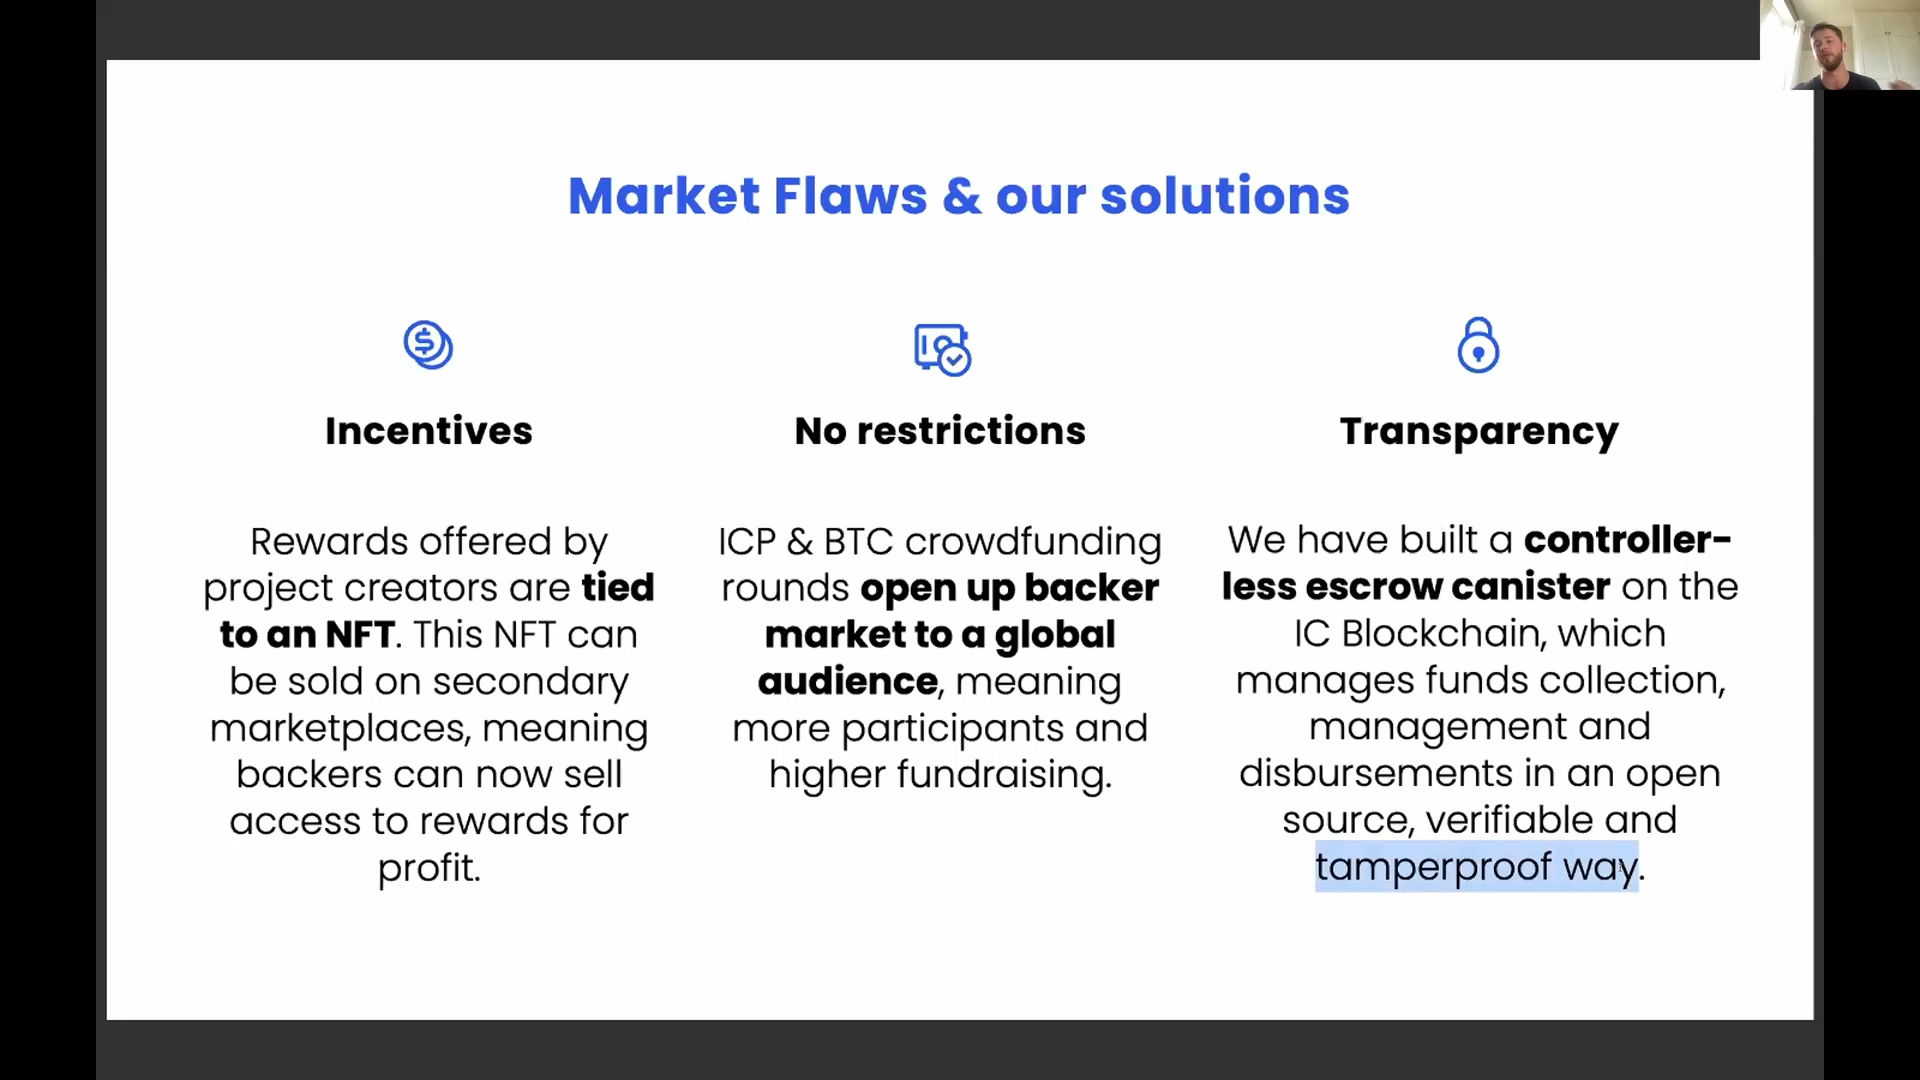 Market Flaws & our solutions
Incentives
Rewards offered by
project creators are tied
to an NFT. This NFT can
be sold on secondary
marketplaces, meaning
backers can now sell
access to rewards for
profit.
No restrictions
ICP & BTC crowdfunding
rounds open up backer
market to a global
audience, meaning
more participants and
higher fundraising.
Transparency
We have built a controller-
less escrow canister on the
IC Blockchain, which
manages funds collection,
management and
disbursements in an open
source, verifiable and
tamperproof way.